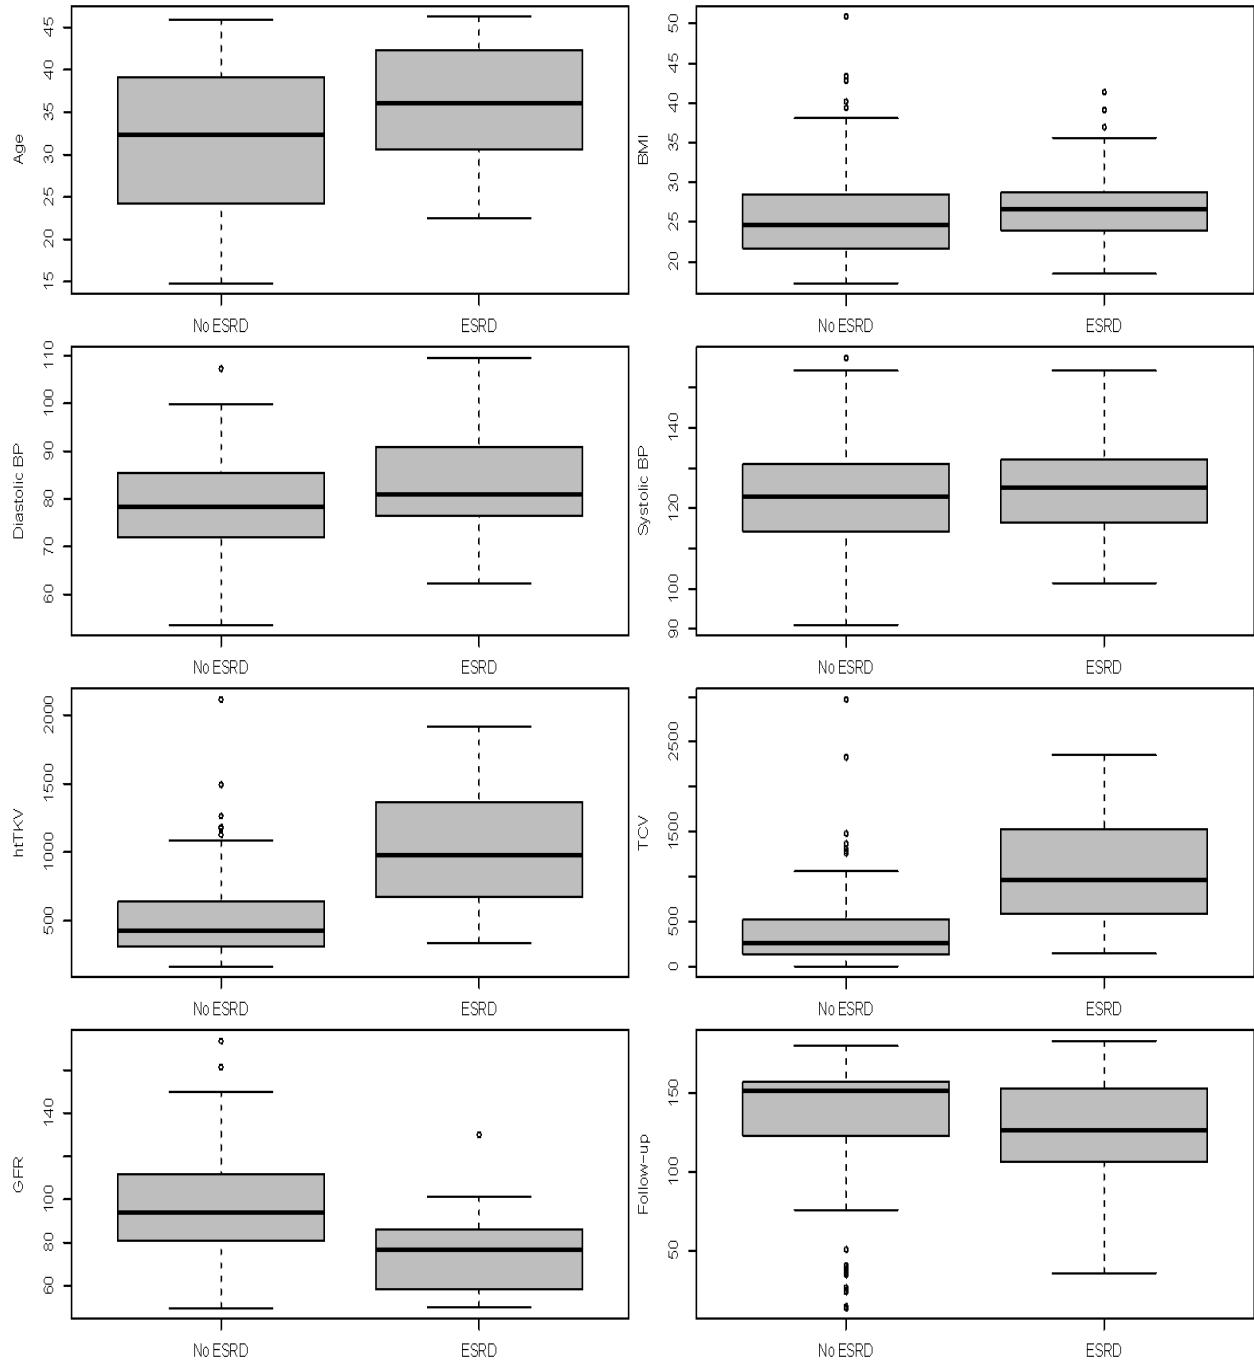 Age
45
40
35
30
25
20
15
No ESRD
ESRD
BMI
50
45
40
35
30
25
20
No ESRD
ESRD
Diastolic BP
110
100
90
80
70
60
No ESRD
ESRD
Systolic BP
140
120
100
90
No ESRD
ESRD
htTKV
2000
1500
1000
500
No ESRD
ESRD
TCV
2500
1500
500
0
No ESRD
ESRD
GFR
140
100
80
60
No ESRD
ESRD
Follow-up
150
100
50
No ESRD
ESRD